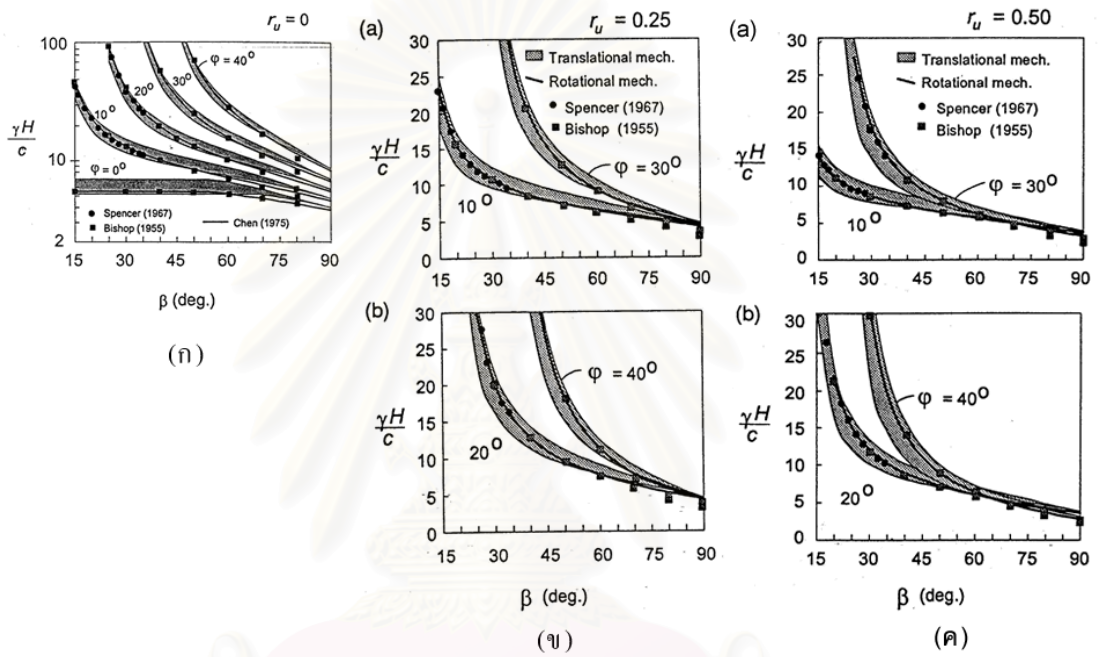 r_u = 0
100
γH/c
10
2
φ = 40°
30°
20°
10°
φ = 0°
Spencer (1967)
Bishop (1955)
Chen (1975)
15 30 45 60 75 90
β (deg.)
(ก)
(a)
r_u = 0.25
30
25
20
15
10
5
0
γH/c
Translational mech.
Rotational mech.
Spencer (1967)
Bishop (1955)
φ = 30°
10°
15 30 45 60 75 90
(b)
30
25
20
15
10
5
0
γH/c
φ = 40°
20°
15 30 45 60 75 90
β (deg.)
(ข)
(a)
r_u = 0.50
30
25
20
15
10
5
0
γH/c
Translational mech.
Rotational mech.
Spencer (1967)
Bishop (1955)
φ = 30°
10°
15 30 45 60 75 90
(b)
30
25
20
15
10
5
0
γH/c
φ = 40°
20°
15 30 45 60 75 90
β (deg.)
(ค)